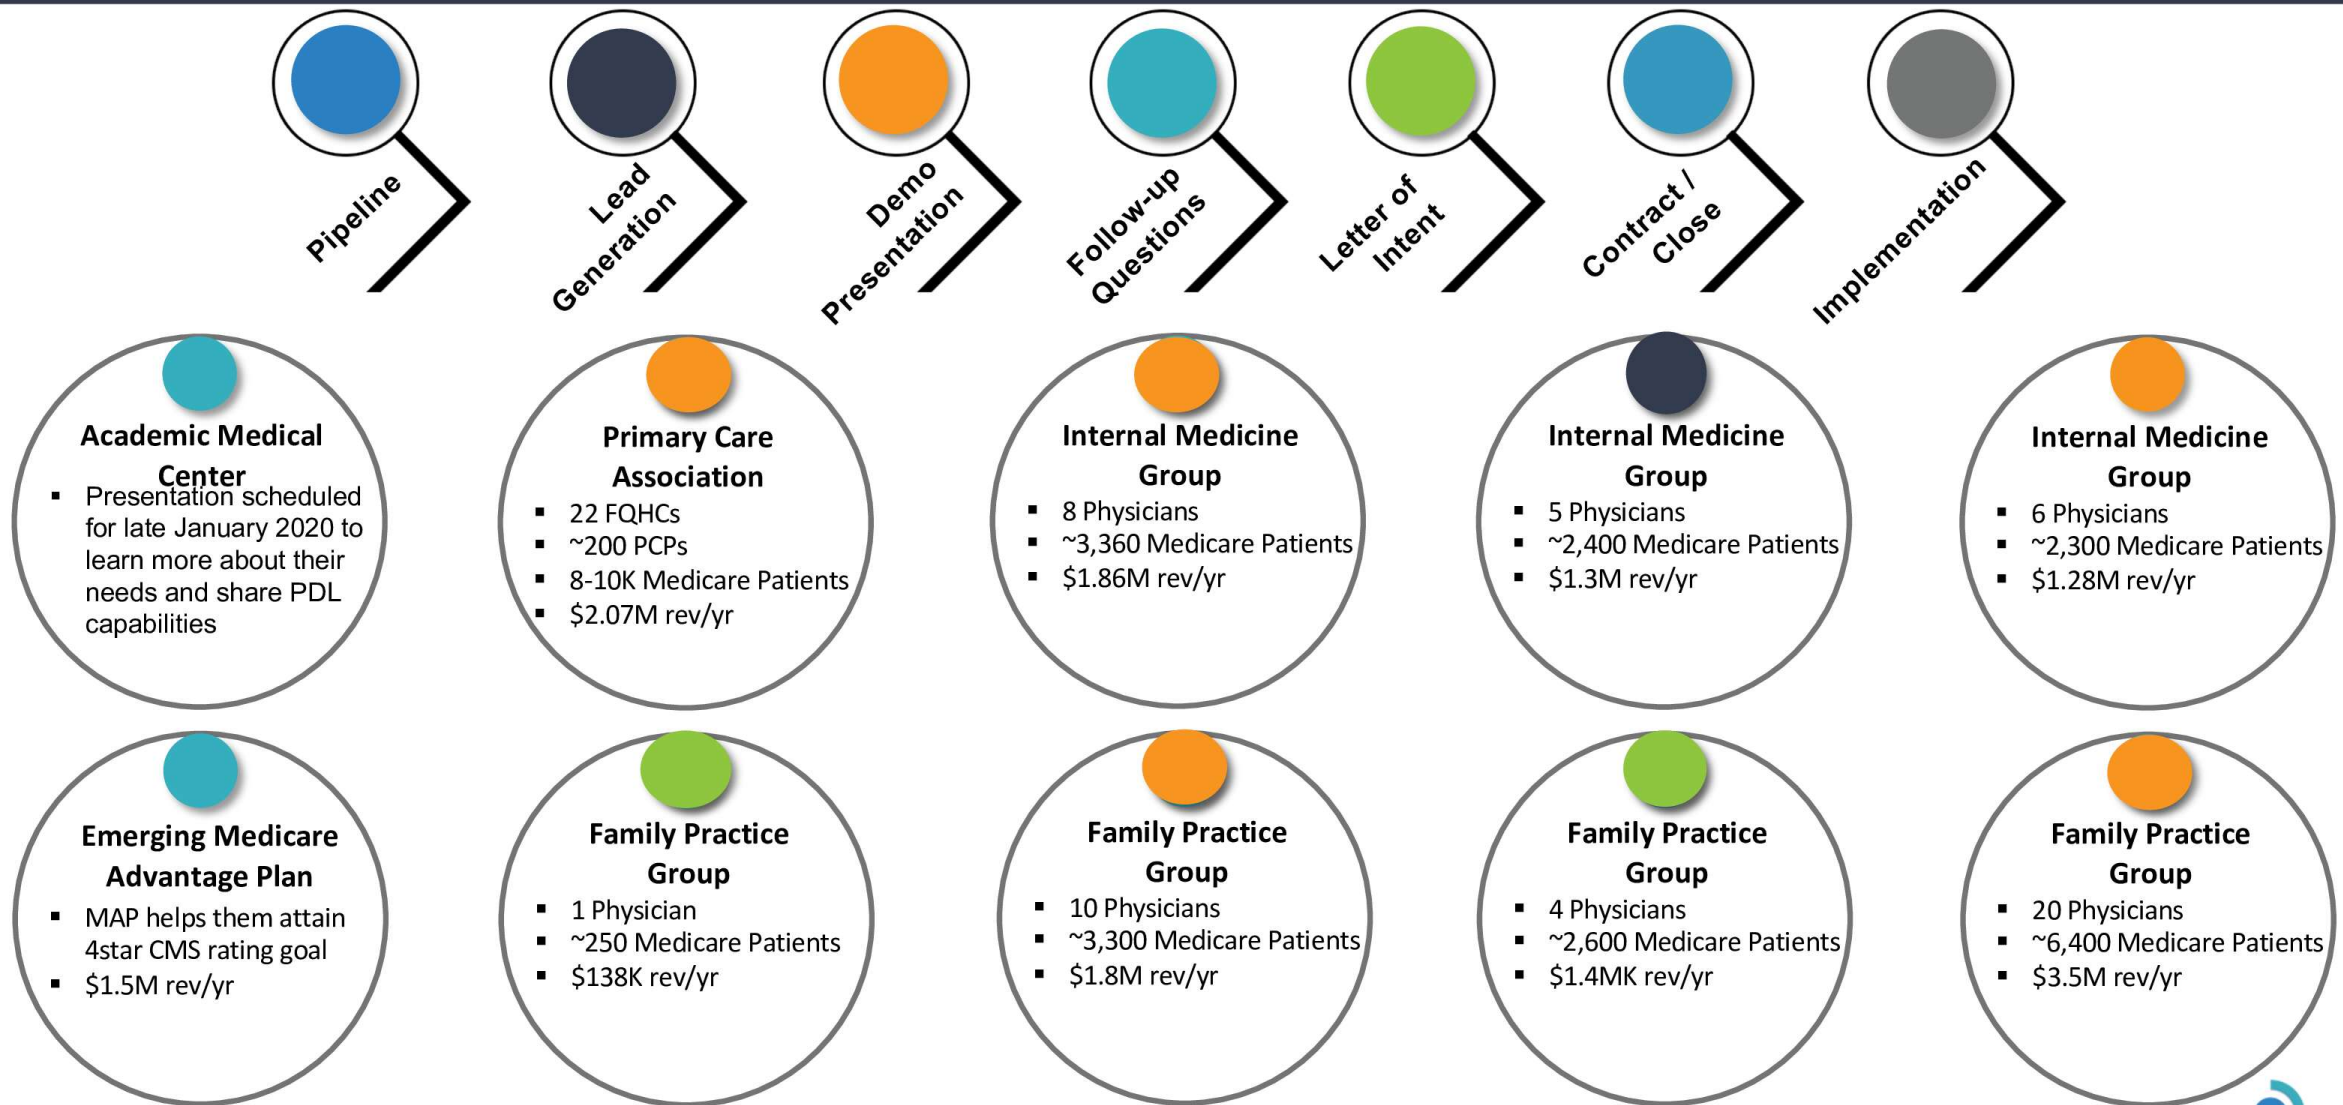 Pipeline
Lead
Generation
Demo
Presentation
Follow-up
Questions
Letter of
Intent
Contract /
Close
Implementation
Academic Medical
Center
▪ Presentation scheduled
for late January 2020 to
learn more about their
needs and share PDL
capabilities
Primary Care
Association
▪ 22 FQHCs
▪ ~200 PCPs
▪ 8-10K Medicare Patients
▪ $2.07M rev/yr
Internal Medicine
Group
▪ 8 Physicians
▪ ~3,360 Medicare Patients
▪ $1.86M rev/yr
Internal Medicine
Group
▪ 5 Physicians
▪ ~2,400 Medicare Patients
▪ $1.3M rev/yr
Internal Medicine
Group
▪ 6 Physicians
▪ ~2,300 Medicare Patients
▪ $1.28M rev/yr
Emerging Medicare
Advantage Plan
▪ MAP helps them attain
4star CMS rating goal
▪ $1.5M rev/yr
Family Practice
Group
▪ 1 Physician
▪ ~250 Medicare Patients
▪ $138K rev/yr
Family Practice
Group
▪ 10 Physicians
▪ ~3,300 Medicare Patients
▪ $1.8M rev/yr
Family Practice
Group
▪ 4 Physicians
▪ ~2,600 Medicare Patients
▪ $1.4MK rev/yr
Family Practice
Group
▪ 20 Physicians
▪ ~6,400 Medicare Patients
▪ $3.5M rev/yr